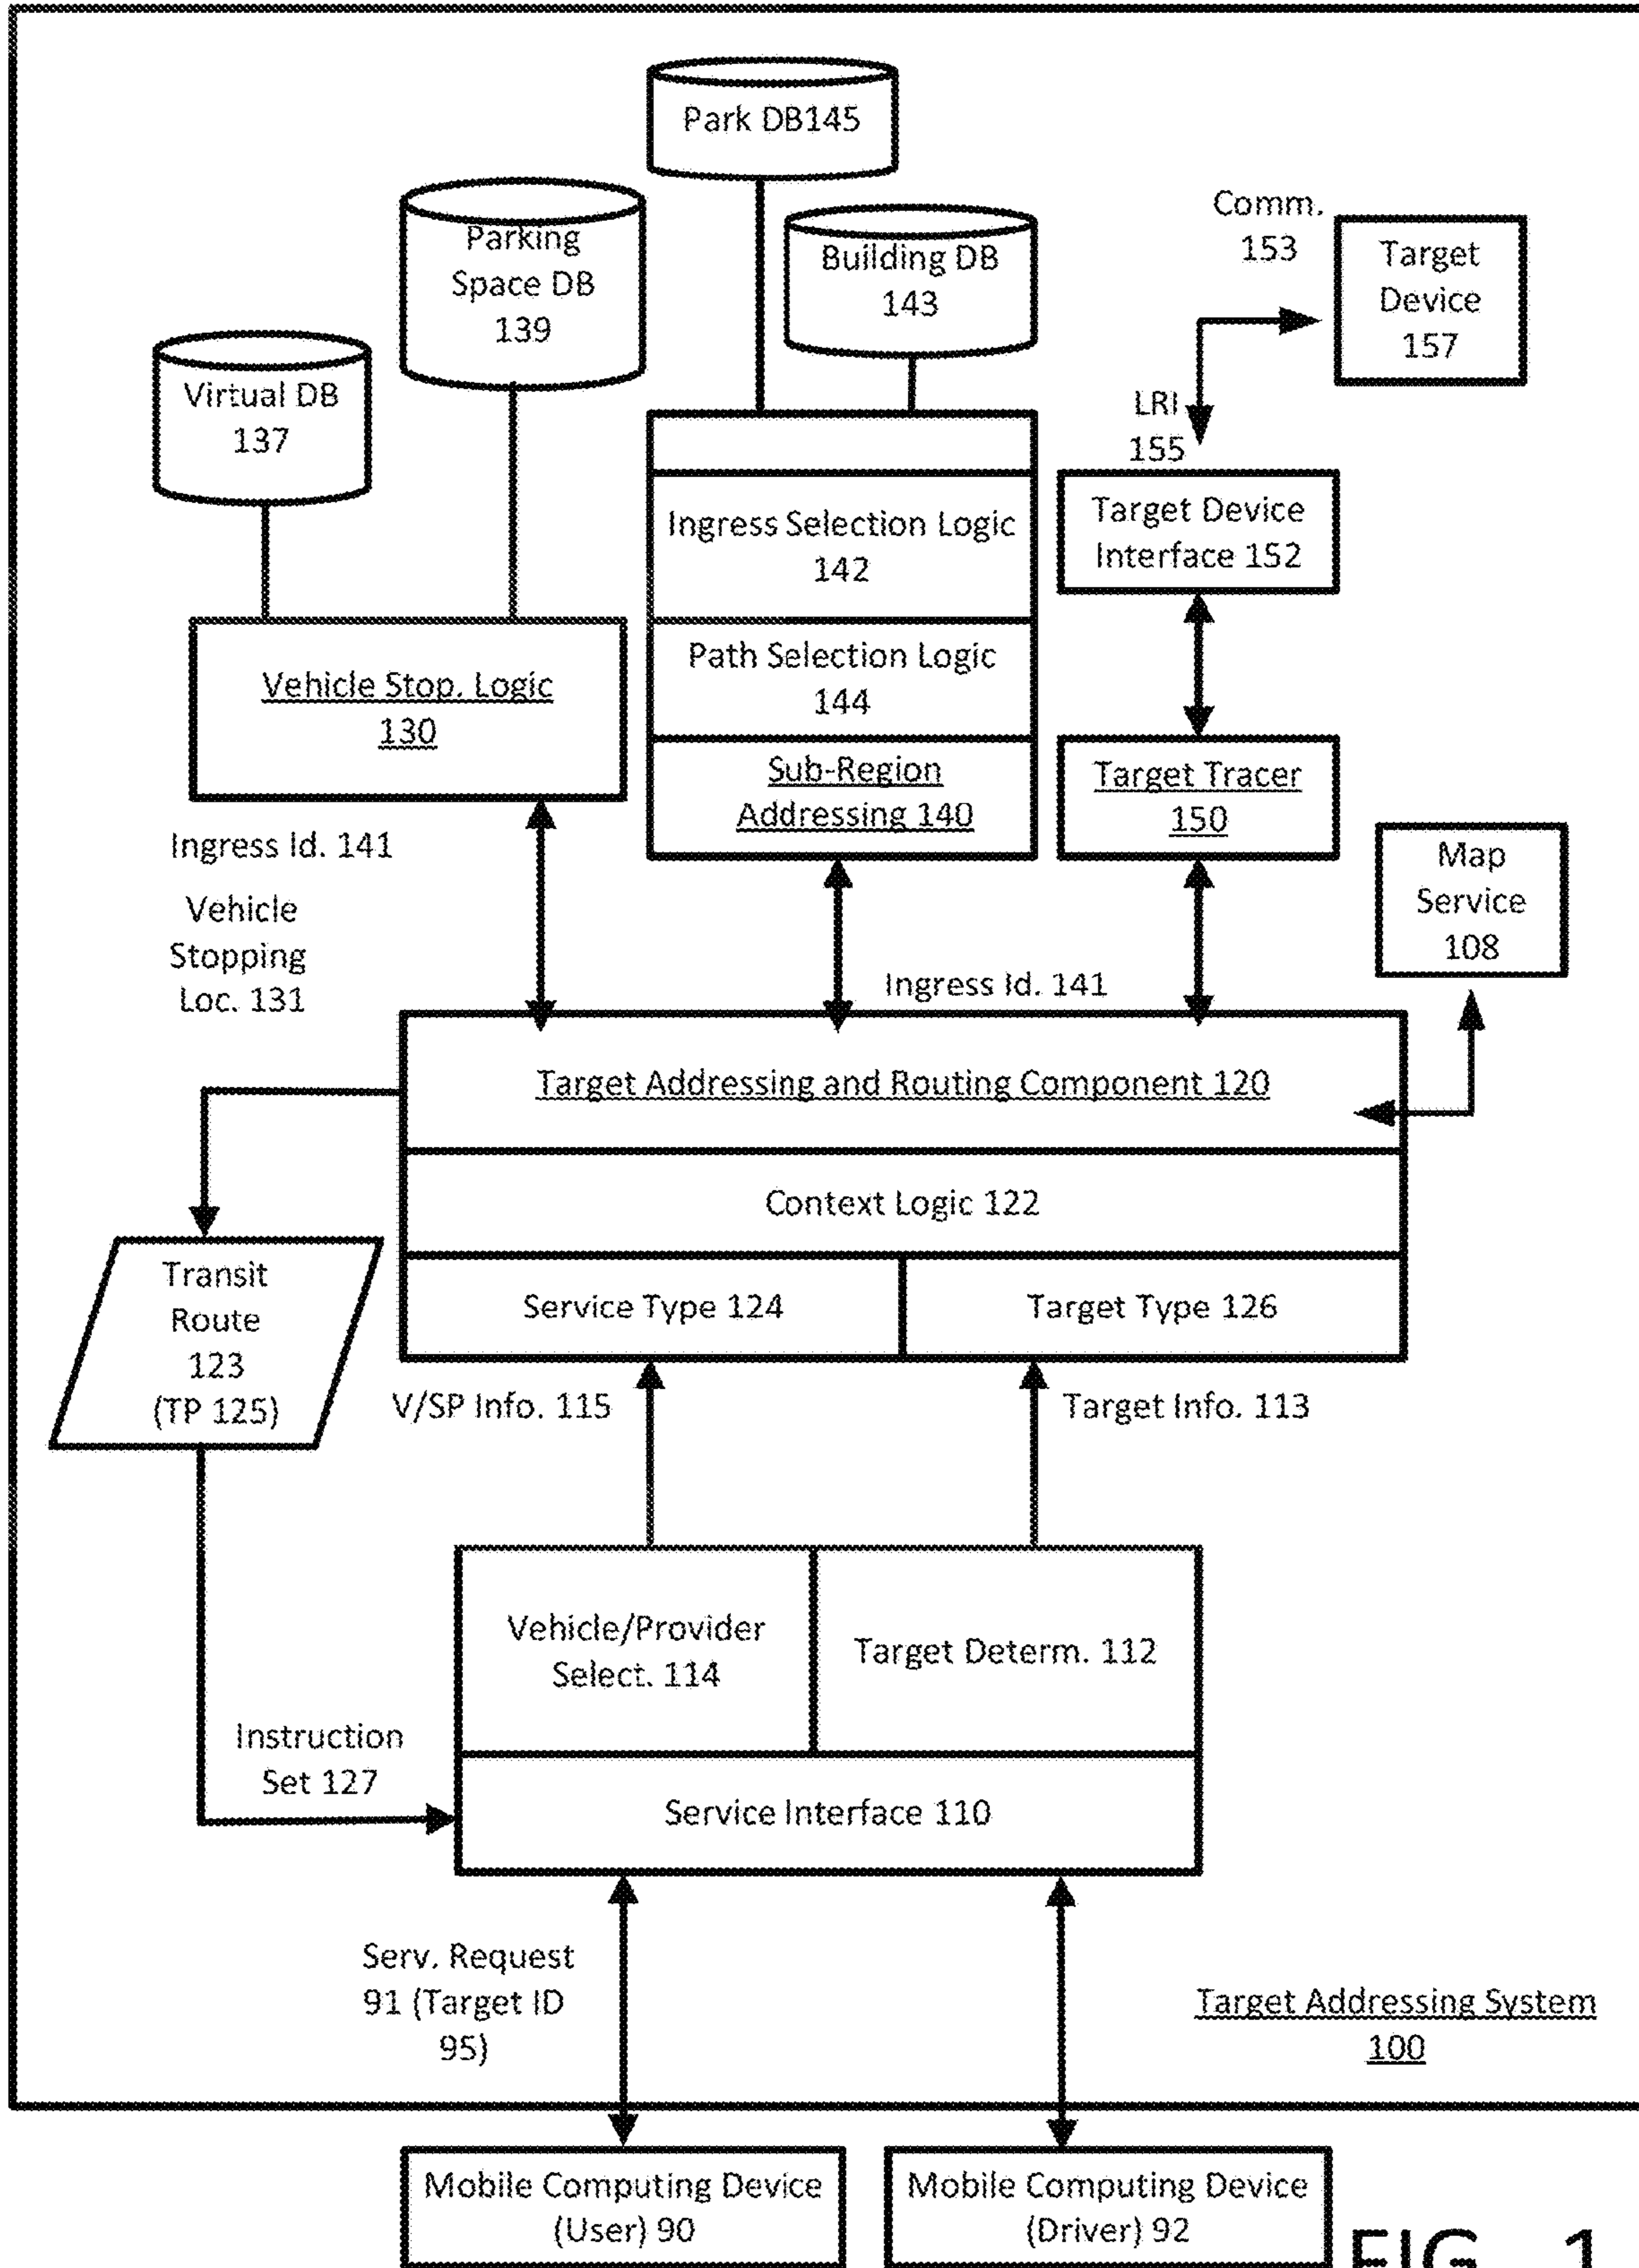 Park DB145
Parking
Space DB
139
Building DB
143
Comm.
153
Target
Device
157
Virtual DB
137
LRI
155
Ingress Selection Logic
142
Target Device
Interface 152
Vehicle Stop. Logic
130
Path Selection Logic
144
Sub-Region
Addressing 140
Target Tracer
150
Ingress Id. 141
Vehicle
Stopping
Loc. 131
Map
Service
108
Ingress Id. 141
Target Addressing and Routing Component 120
Context Logic 122
Service Type 124
Target Type 126
Transit
Route
123
(TP 125)
V/SP Info. 115
Target Info. 113
Vehicle/Provider
Select. 114
Target Determ. 112
Instruction
Set 127
Service Interface 110
Serv. Request
91 (Target ID
95)
Target Addressing System
100
Mobile Computing Device
(User) 90
Mobile Computing Device
(Driver) 92
FIG. 1